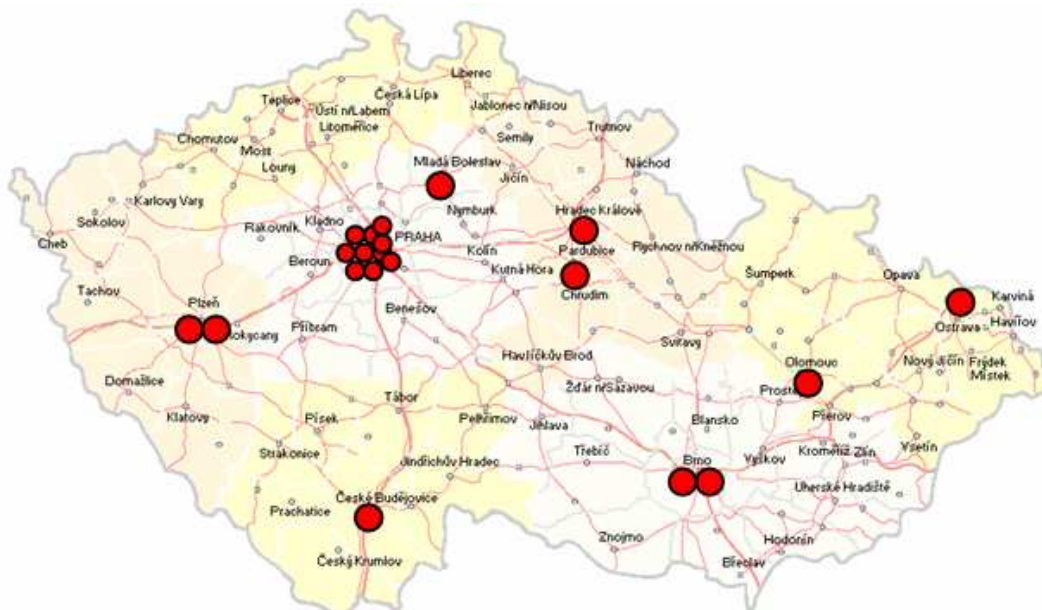 Liberec
Česká Lípa
Teplice
Ústí n/Labem
Jablonec n/Nisou
Litoměřice
Semily
Trutnov
Chomutov
Most
Louny
Mladá Boleslav
Jičín
Náchod
Karlovy Vary
Sokolov
Kladno
Nymburk
Hradec Králové
Cheb
Rakovník
PRAHA
Kolín
Pardubice
Rychnov n/Kněžnou
Beroun
Kutná Hora
Chrudim
Šumperk
Opava
Tachov
Plzeň
Benešov
Karviná
Rokycany
Příbram
Svitavy
Ostrava
Havířov
Havlíčkův Brod
Olomouc
Nový Jičín
Frýdek
Místek
Domažlice
Žďár n/Sázavou
Tábor
Klatovy
Písek
Pelhřimov
Jihlava
Blansko
Přerov
Strakonice
Jindřichův Hradec
Třebíč
Brno
Vyškov
Kroměříž
Zlín
Vsetín
České Budějovice
Prachatice
Uherské Hradiště
Znojmo
Hodonín
Český Krumlov
Břeclav